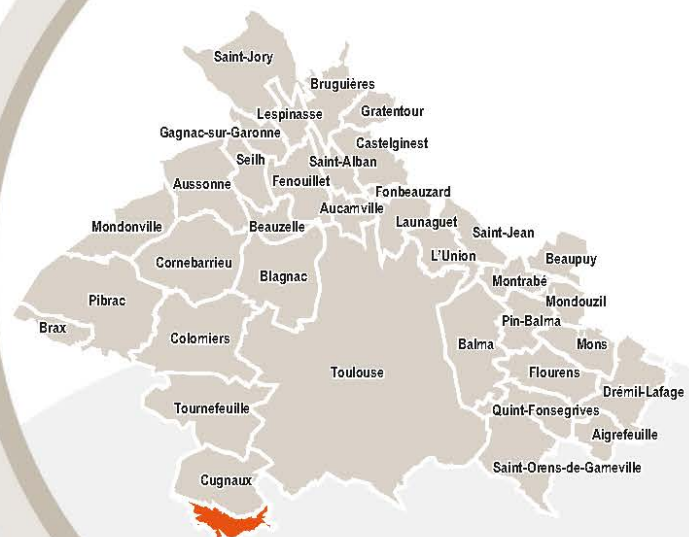 Saint-Jory
Bruguières
Lespinasse
Gratentour
Gagnac-sur-Garonne
Castelginest
Seilh
Saint-Alban
Aussonne
Fenouillet
Fonbeauzard
Aucamville
Mondonville
Beauzelle
Launaguet
Saint-Jean
L'Union
Cornebarrieu
Beaupuy
Blagnac
Montrabé
Pibrac
Mondouzil
Brax
Pin-Balma
Colomiers
Balma
Mons
Toulouse
Flourens
Drémil-Lafage
Tournefeuille
Quint-Fonsegrives
Aigrefeuille
Saint-Orens-de-Gameville
Cugnaux